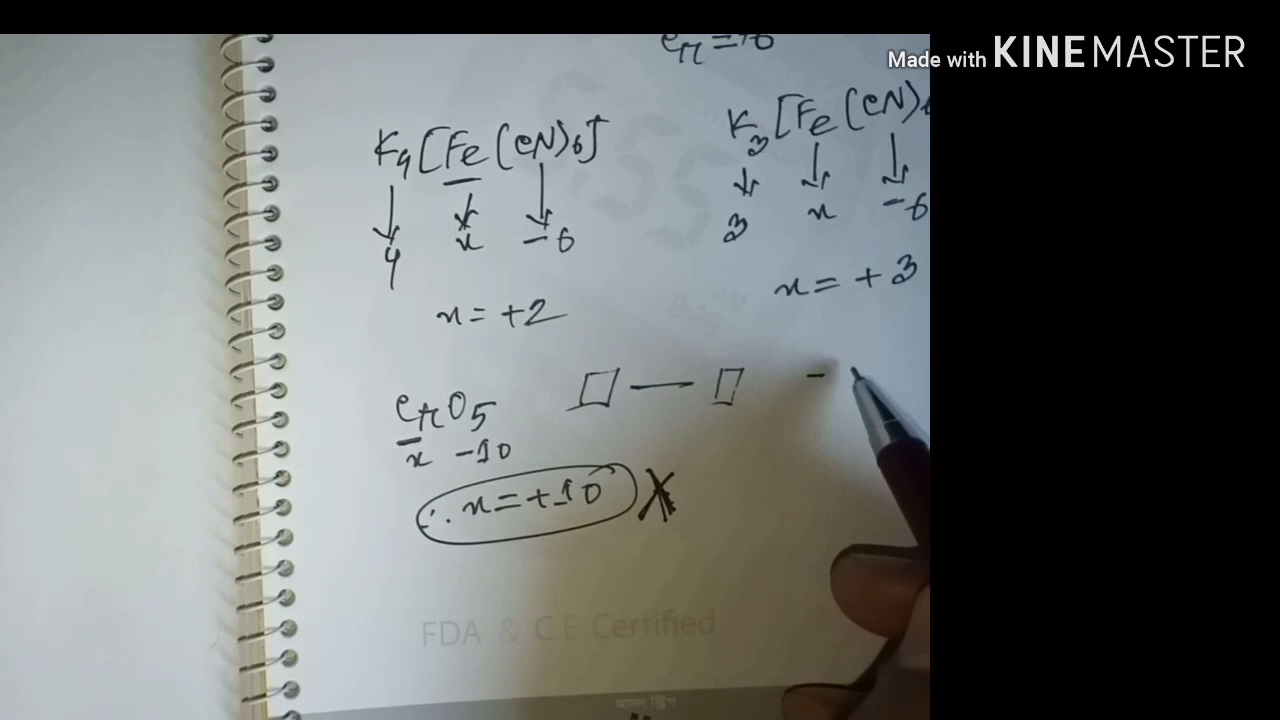 Made with KINEMASTER
K4[Fe(CN)6]
4 x -6
x = +2
K3[Fe(CN)6
3 x -6
x = +3
CrO5
x -10
∴ x = +10
-
FDA & CE Certified